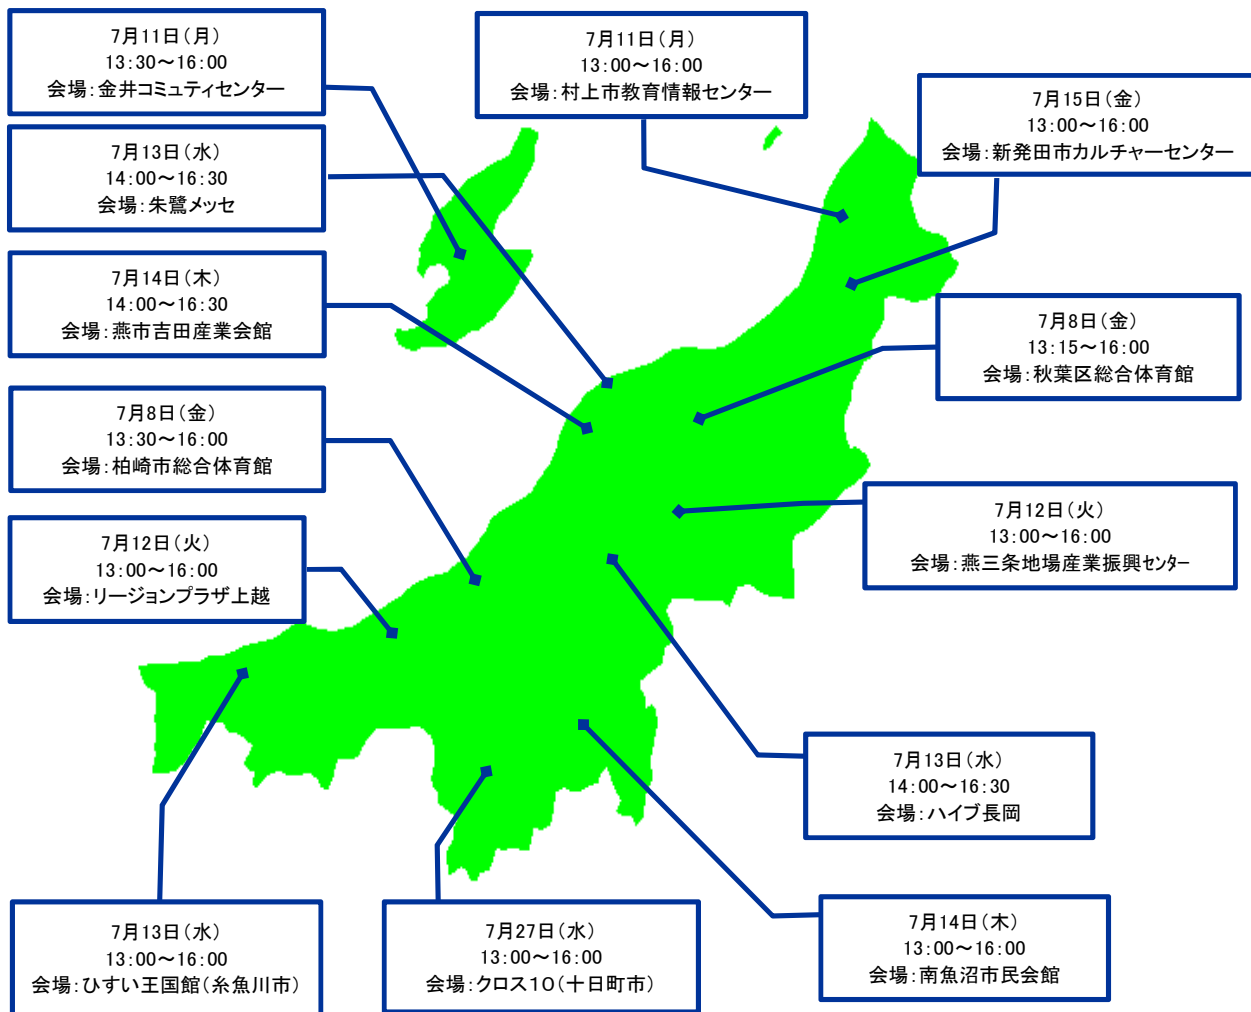 7月11日(月)
13:30～16:00
会場:金井コミュティセンター
7月11日(月)
13:00～16:00
会場:村上市教育情報センター
7月15日(金)
13:00～16:00
会場:新発田市カルチャーセンター
7月13日(水)
14:00～16:30
会場:朱鷺メッセ
7月14日(木)
14:00～16:30
会場:燕市吉田産業会館
7月8日(金)
13:15～16:00
会場:秋葉区総合体育館
7月8日(金)
13:30～16:00
会場:柏崎市総合体育館
7月12日(火)
13:00～16:00
会場:燕三条地場産業振興センター
7月12日(火)
13:00～16:00
会場:リージョンプラザ上越
7月13日(水)
14:00～16:30
会場:ハイブ長岡
7月13日(水)
13:00～16:00
会場:ひすい王国館(糸魚川市)
7月27日(水)
13:00～16:00
会場:クロス10(十日町市)
7月14日(木)
13:00～16:00
会場:南魚沼市民会館